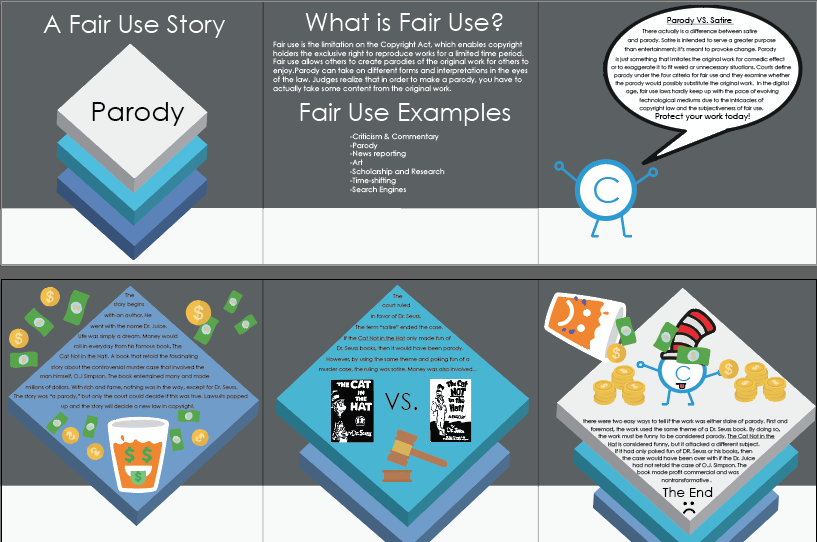 A Fair Use Story
Parody
What is Fair Use?
Fair use is the limitation on the Copyright Act, which enables copyright
holders the exclusive right to reproduce works for a limited time period.
Fair use allows others to create parodies of the original work for others to
enjoy.Parody can take on different forms and interpretations in the eyes
of the law. Judges realize that in order to make a parody, you have to
actually take some content from the original work.
Fair Use Examples
-Criticism & Commentary
-Parody
-News reporting
-Art
-Scholarship and Research
-Time-shifting
-Search Engines
Parody VS. Satire
There actually is a difference between satire
and parody. Satire is intended to serve a greater purpose
than entertainment; it's meant to provoke change. Parody
is just something that imitates the original work for comedic effect
or to exaggerate it to fit weird or unnecessary situations. Courts define
parody under the four criteria for fair use and they examine whether
the parody would possibly substitute the original work. In the digital
age, fair use laws hardly keep up with the pace of evolving
technological mediums due to the intricacies of
copyright law and the subjectiveness of fair use.
Protect your work today!
C
The
story begins
with an author. He
went with the name Dr. Juice.
Life was simply a dream. Money would
roll in everyday from his famous book, The
Cat Not in the Hat!. A book that retold the fascinating
story about the controversial murder case that involved the
man himself, O.J Simpson. The book entertained many and made
millions of dollars. With rich and fame, nothing was in the way, except for Dr. Seuss.
The story was "a parody," but only the court could decide if this was true. Lawsuits popped
up and the story will decide a new law in copyright.
The
court ruled
in favor of Dr. Seuss.
The term "satire" ended the case.
If the Cat Not in the Hat only made fun of
Dr. Seuss books, then it would have been parody.
However, by using the same theme and poking fun of a
murder case, the ruling was satire. Money was also involved...
THE CAT
IN
THE
HAT
By Dr. Seuss
VS.
The Cat
NOT
in THE
Hat!
A PARODY
there were two easy ways to tell if the work was either staire of parody. First and
foremost, the work used the same theme of a Dr. Seuss book. By doing so,
the work must be funny to be considered parody. The Cat Not in the
Hat is considered funny, but it attacked a different subject.
If it had only poked fun of DR. Seuss or his books, then
the case would have been over with if the Dr. Juice
had not retold the case of O.J. Simpson. The
book made profit commercial and was
nontransformative .
The End